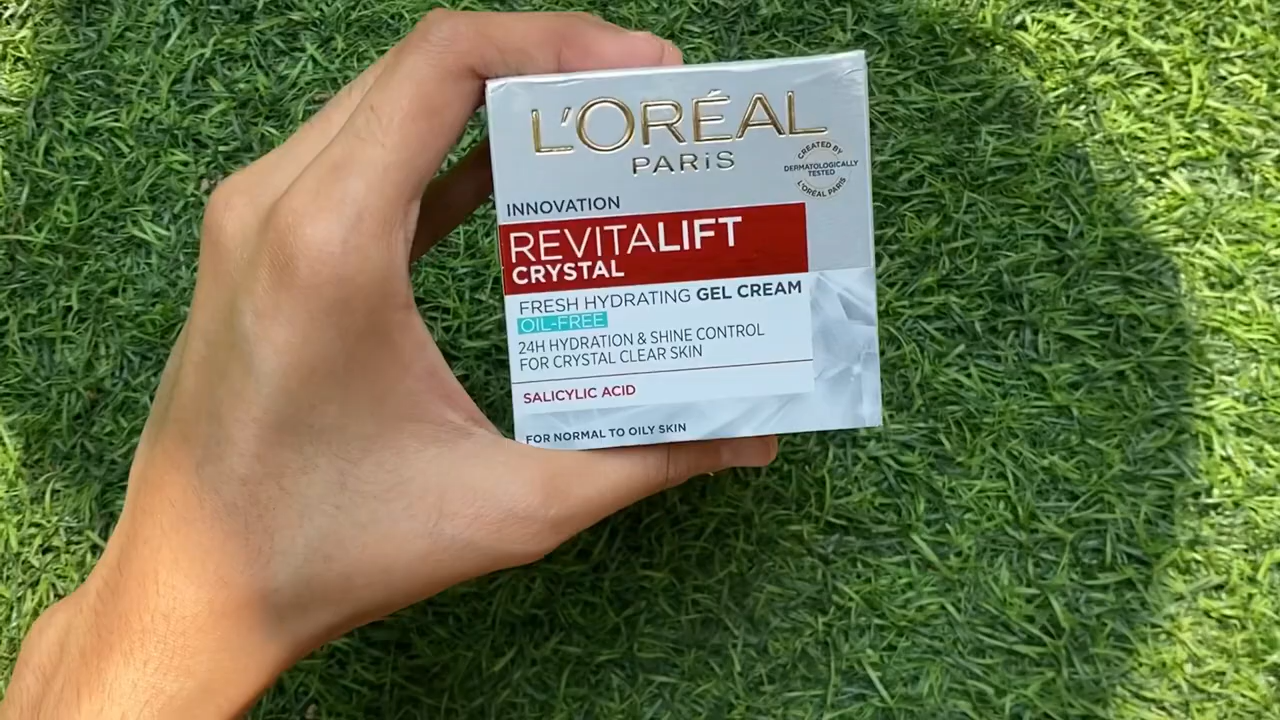 L'ORÉAL
PARiS
CREATED BY
DERMATOLOGICALLY
TESTED
L'ORÉAL PARIS
INNOVATION
REVITALIFT
CRYSTAL
FRESH HYDRATING GEL CREAM
OIL-FREE
24H HYDRATION & SHINE CONTROL
FOR CRYSTAL CLEAR SKIN
SALICYLIC ACID
FOR NORMAL TO OILY SKIN